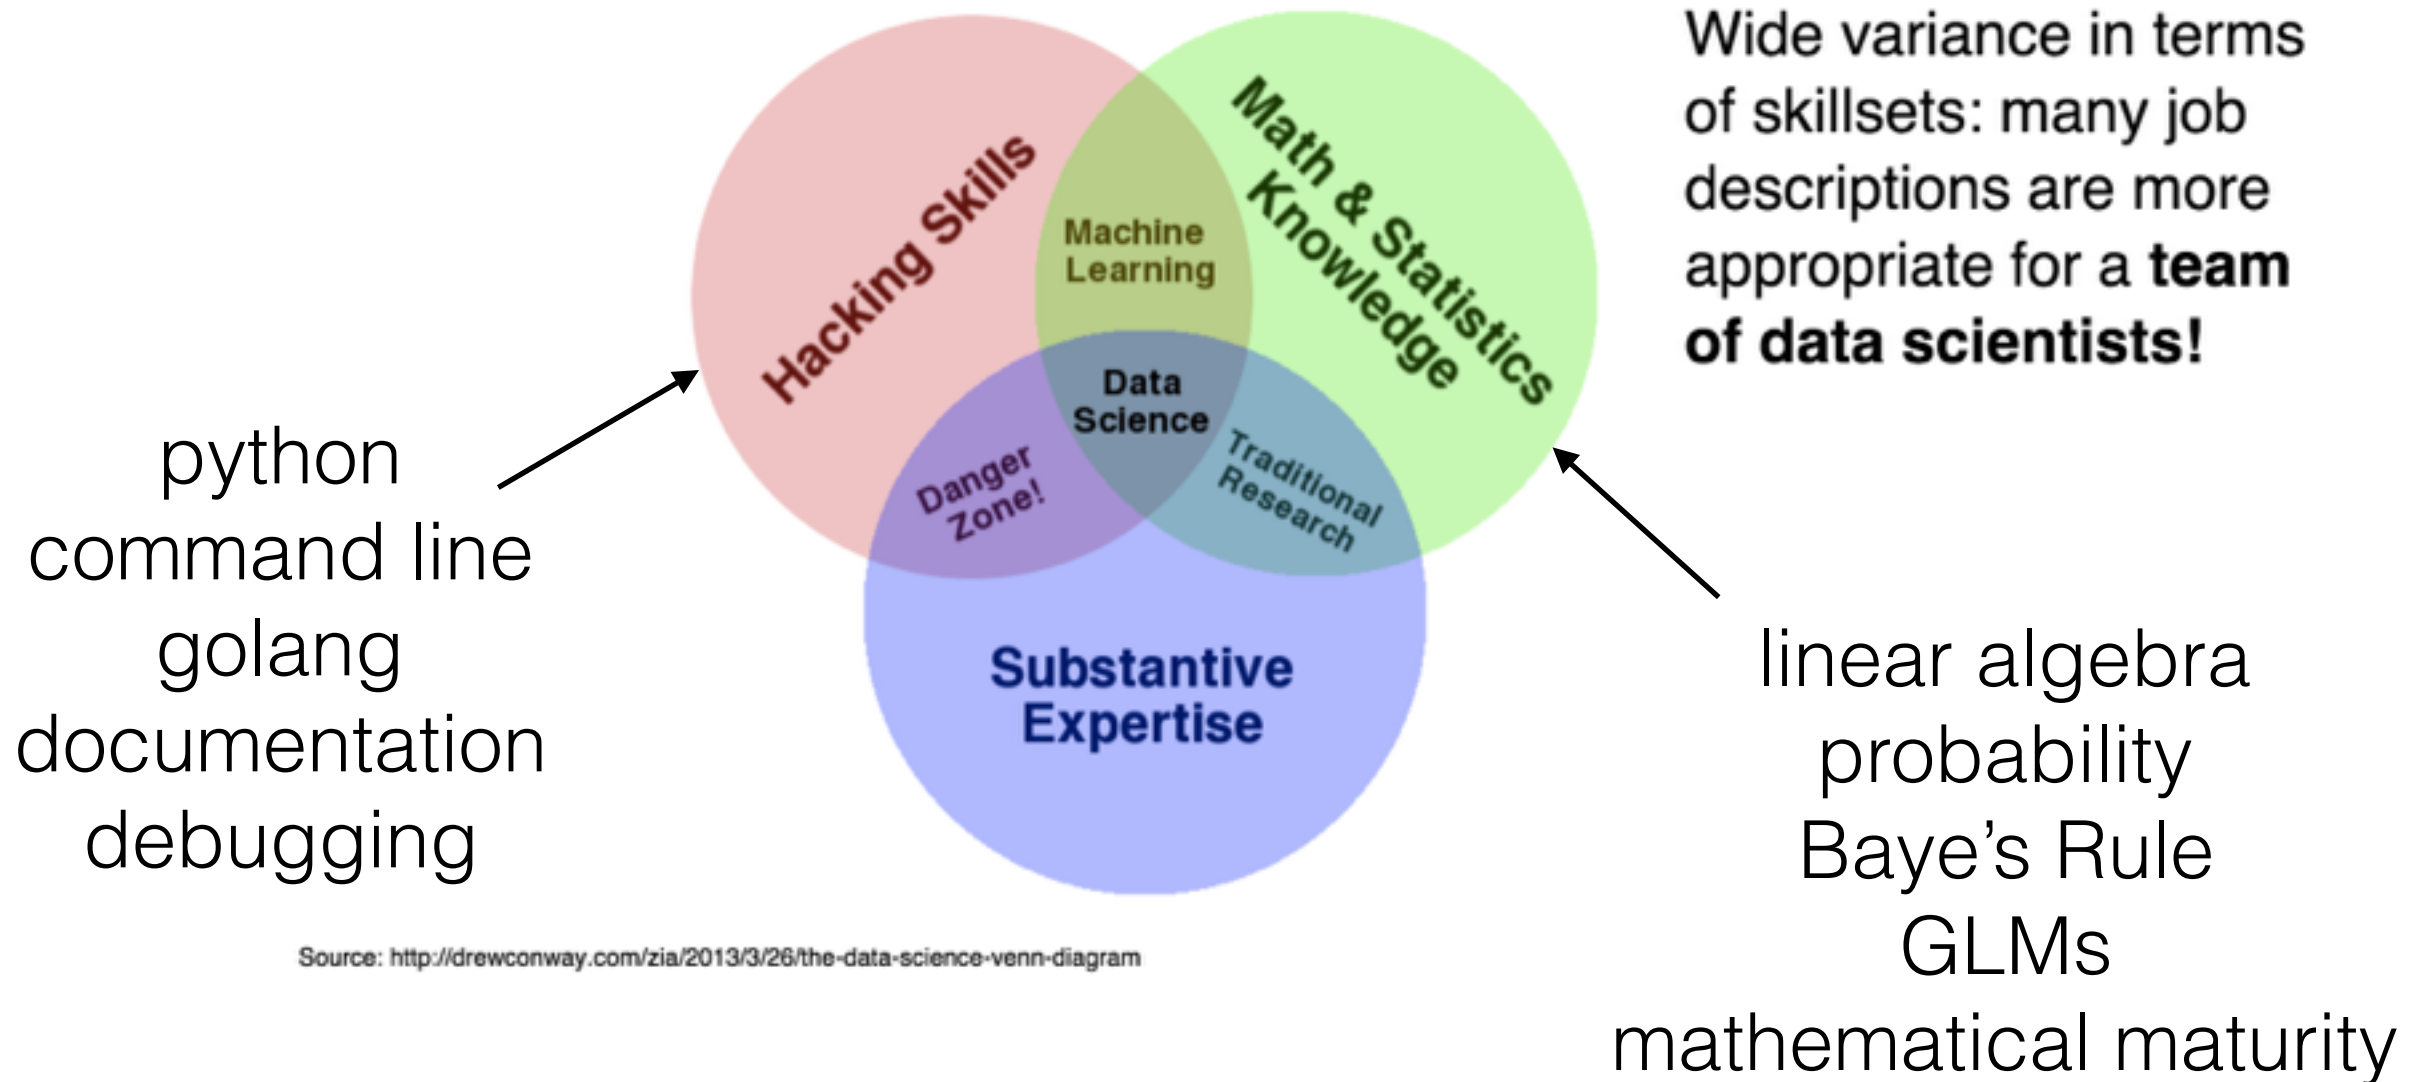 Hacking Skills
Math & Statistics
Knowledge
Machine
Learning
Data
Science
Danger
Zone!
Traditional
Research
Substantive
Expertise
Wide variance in terms
of skillsets: many job
descriptions are more
appropriate for a team
of data scientists!
python
command line
golang
documentation
debugging
linear algebra
probability
Baye’s Rule
GLMs
mathematical maturity
Source: http://drewconway.com/zia/2013/3/26/the-data-science-venn-diagram